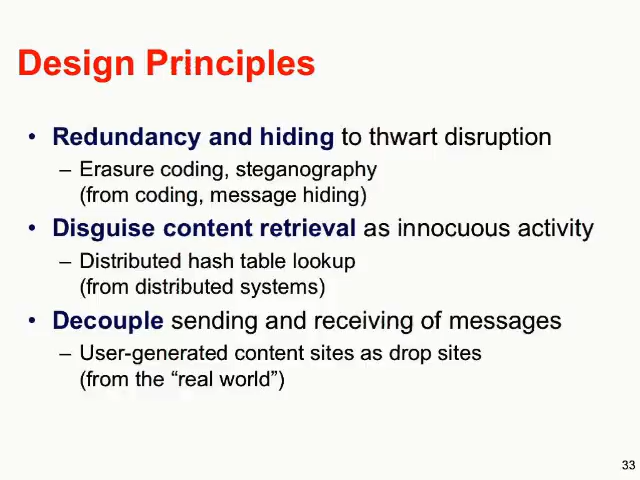 Design Principles
• Redundancy and hiding to thwart disruption
– Erasure coding, steganography
(from coding, message hiding)
• Disguise content retrieval as innocuous activity
– Distributed hash table lookup
(from distributed systems)
• Decouple sending and receiving of messages
– User-generated content sites as drop sites
(from the “real world”)
33